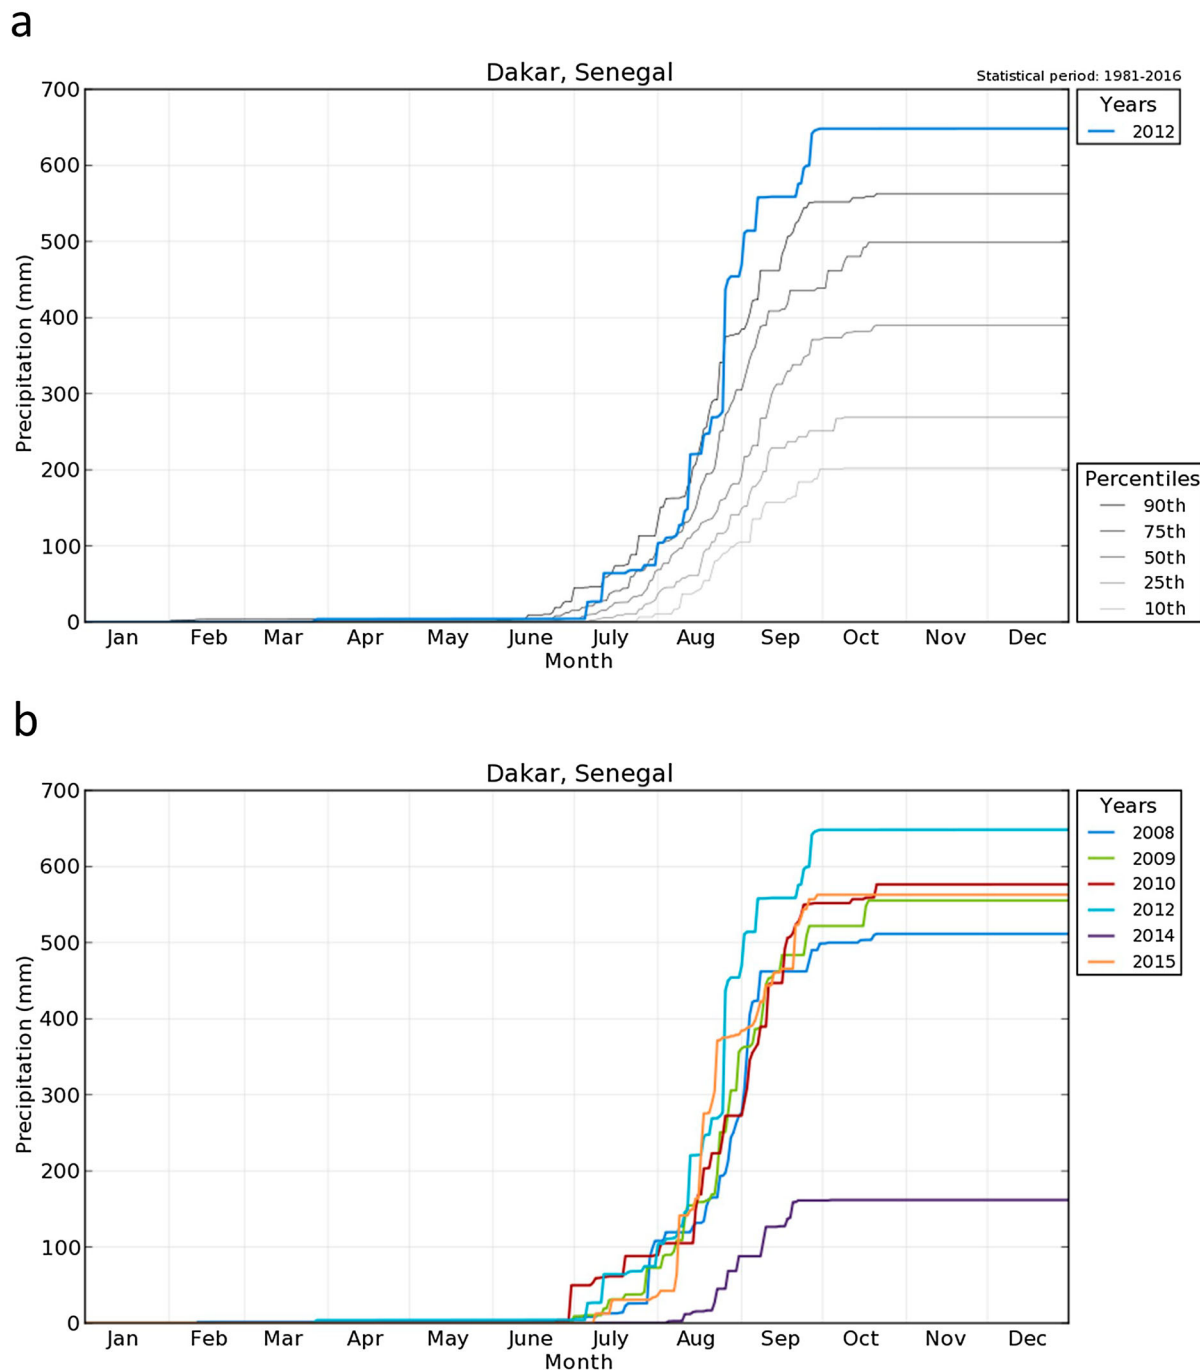 a
Dakar, Senegal
Statistical period: 1981-2016
700
600
500
400
300
200
100
0
Precipitation (mm)
Jan Feb Mar Apr May June July Aug Sep Oct Nov Dec
Month
Years
2012
Percentiles
90th
75th
50th
25th
10th
b
Dakar, Senegal
700
600
500
400
300
200
100
0
Precipitation (mm)
Jan Feb Mar Apr May June July Aug Sep Oct Nov Dec
Month
Years
2008
2009
2010
2012
2014
2015